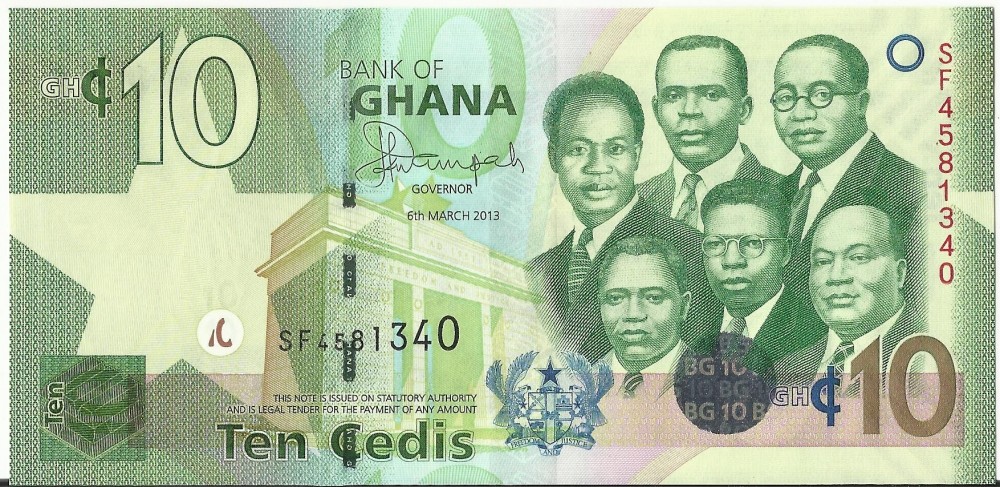 GH₵10
BANK OF
GHANA
GOVERNOR
6th MARCH 2013
SF4581340
SF4581340
THIS NOTE IS ISSUED ON STATUTORY AUTHORITY
AND IS LEGAL TENDER FOR THE PAYMENT OF ANY AMOUNT
Ten
Ten Cedis
FREEDOM AND JUSTICE
BG 10
10 BG
BG 10 B
GH₵10